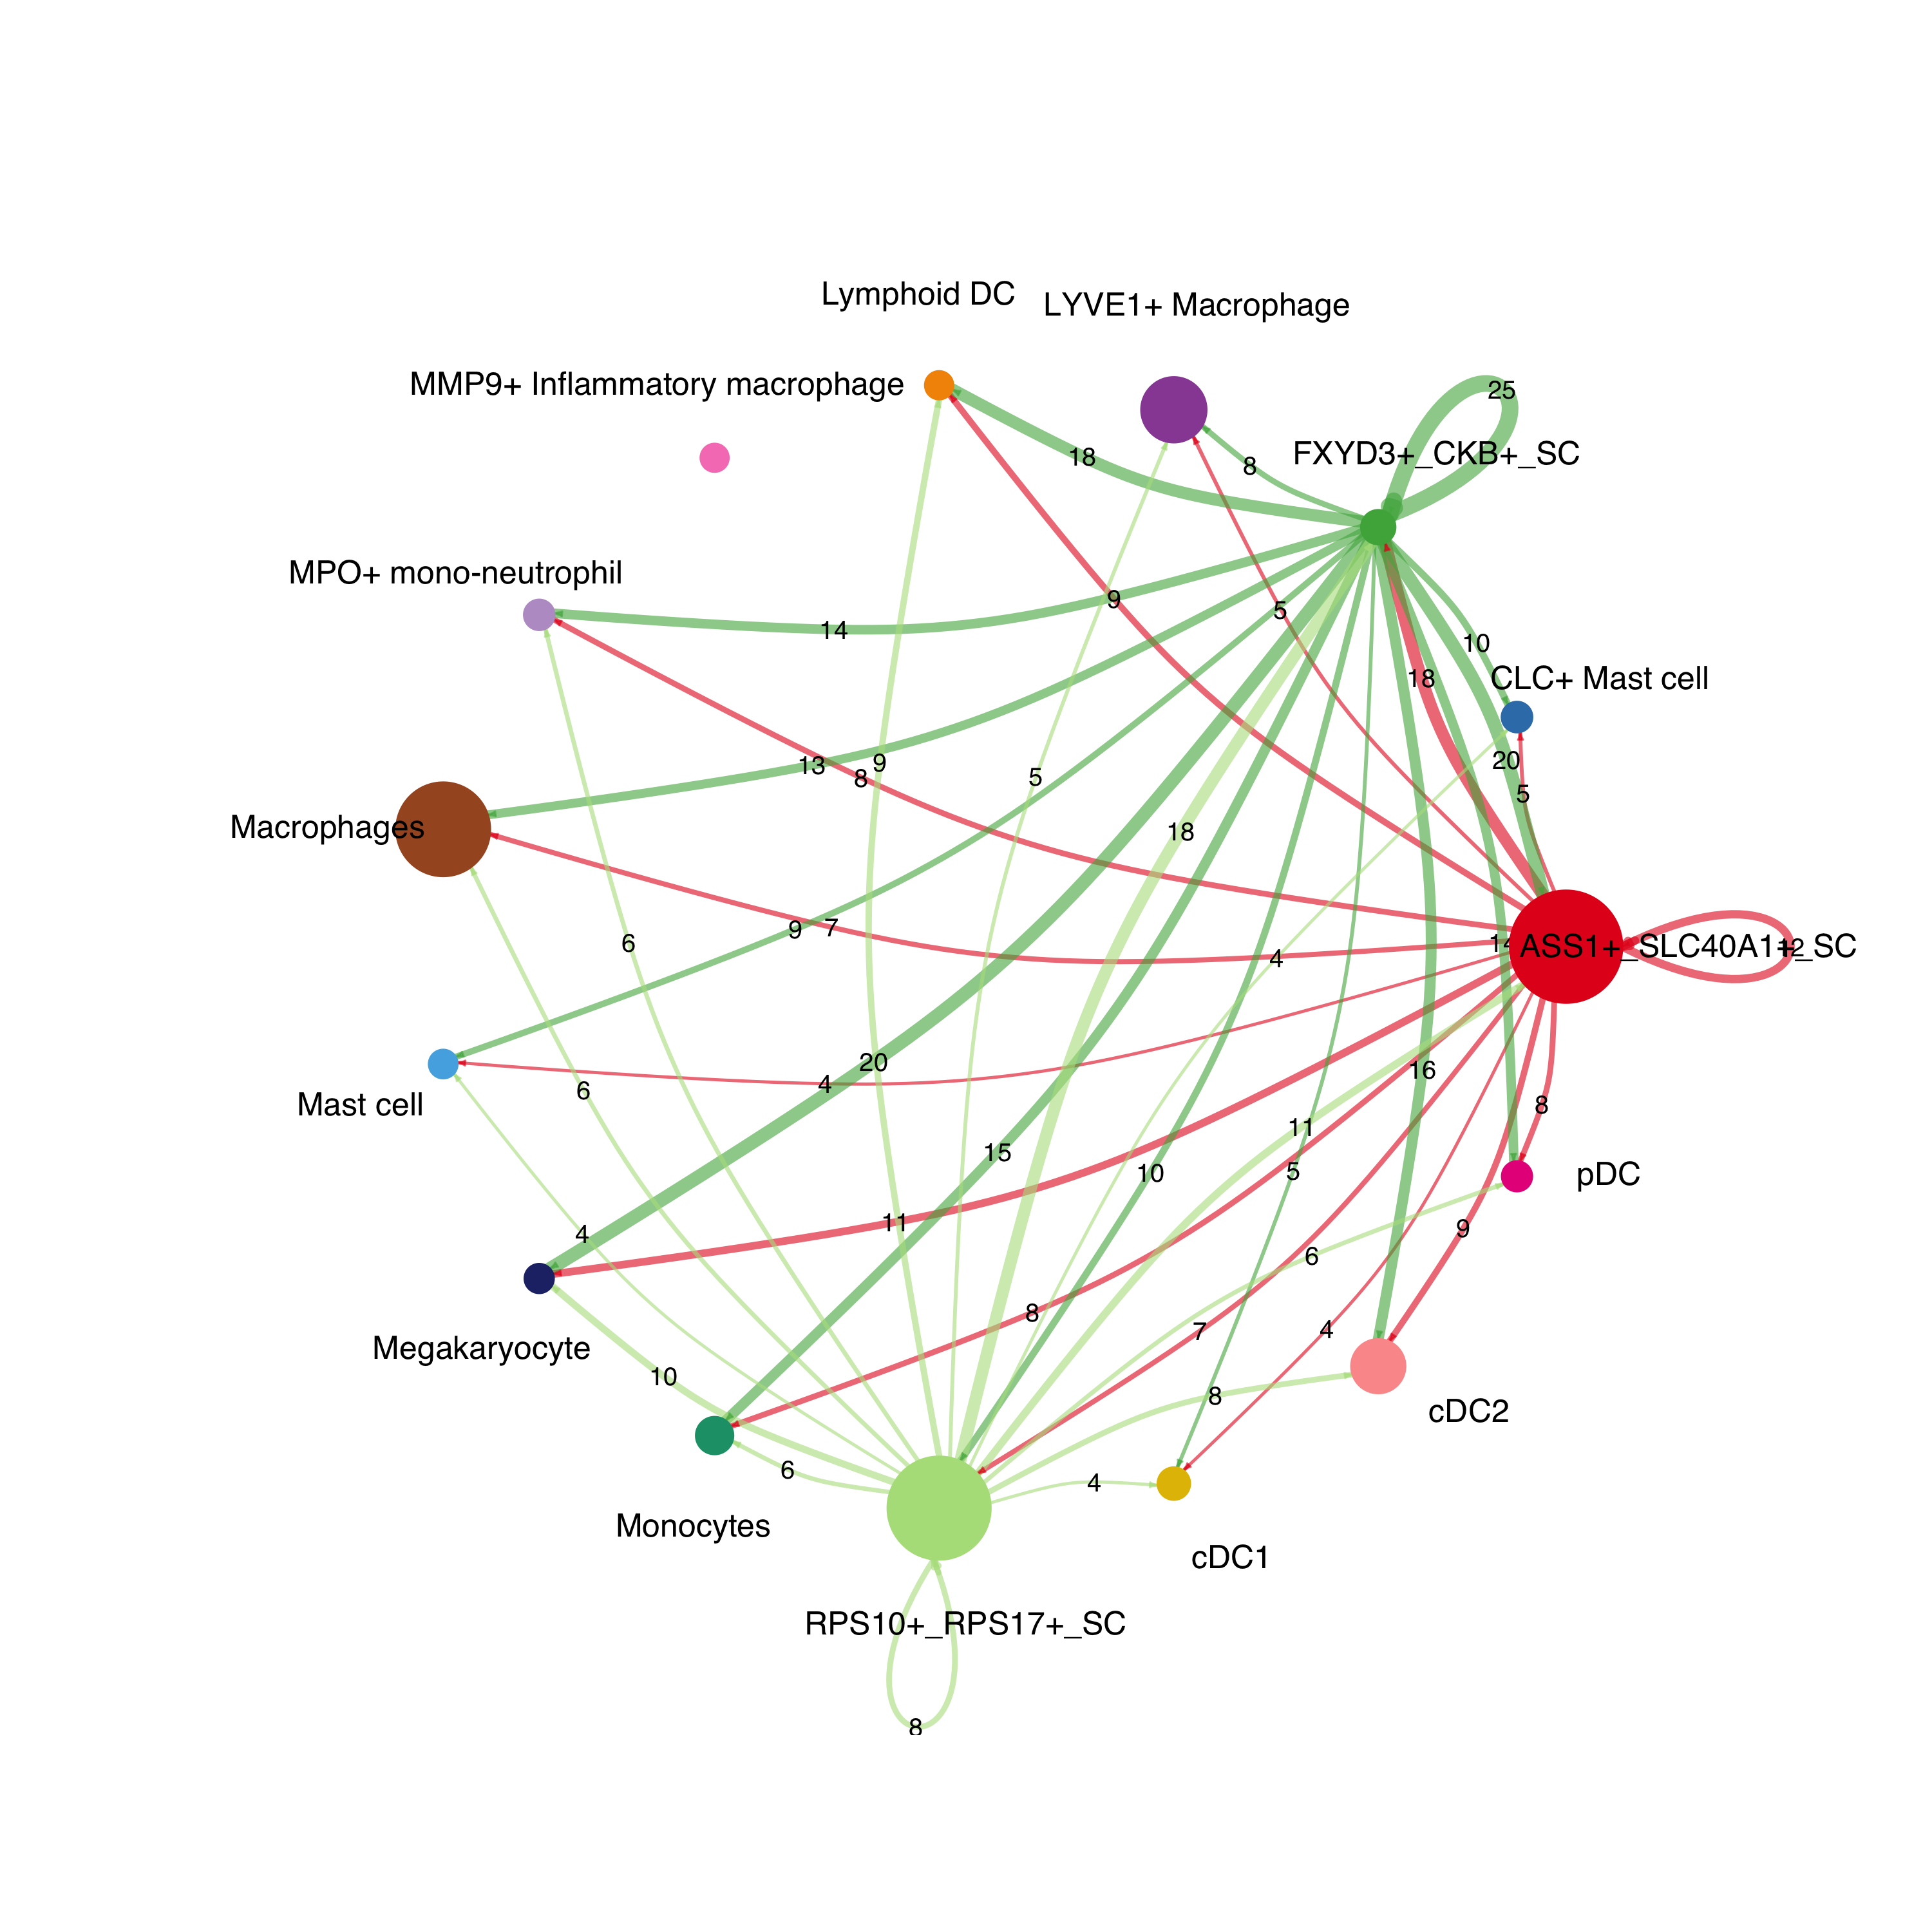 Lymphoid DC
LYVE1+ Macrophage
MMP9+ Inflammatory macrophage
25
FXYD3+_CKB+_SC
18
8
MPO+ mono-neutrophil
9
5
14
10
18
CLC+ Mast cell
20
9
13
8
5
5
Macrophages
18
9
7
6
14
ASS1+_SLC40A1+_SC
12
4
20
16
4
6
Mast cell
8
11
15
10
5
pDC
11
9
4
6
8
7
4
Megakaryocyte
10
8
cDC2
6
4
Monocytes
cDC1
RPS10+_RPS17+_SC
8